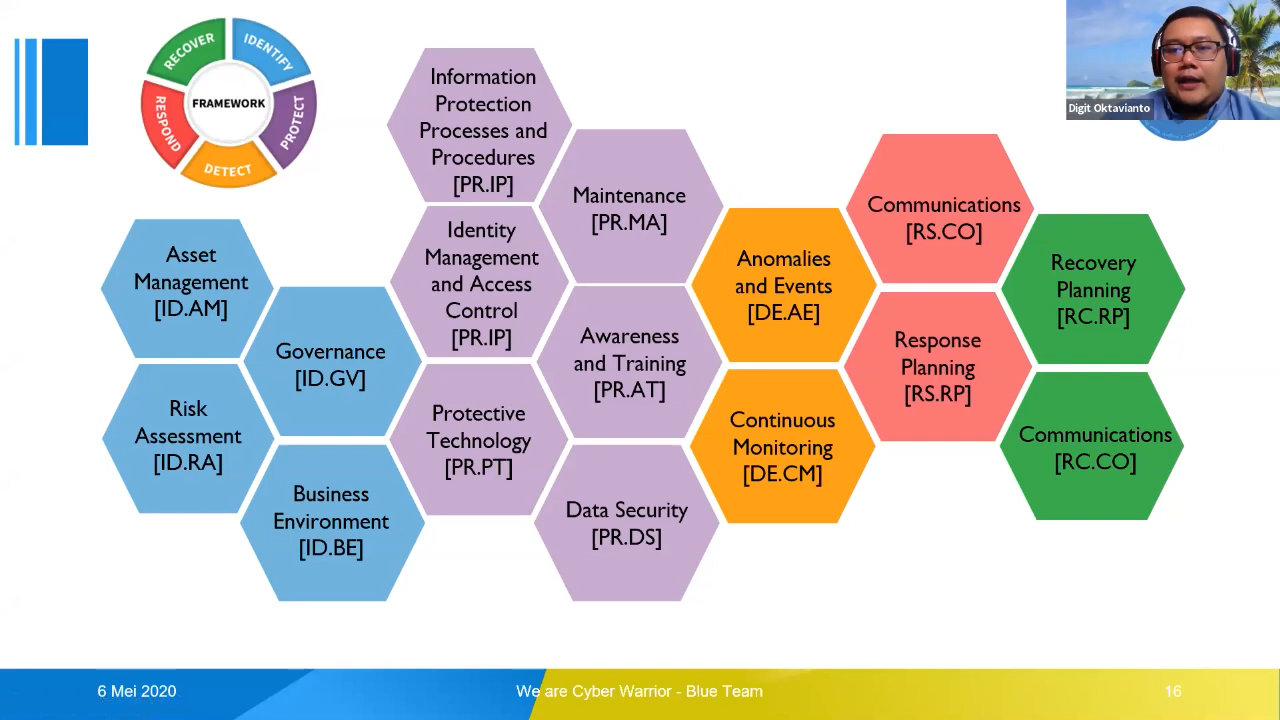 RECOVER
IDENTIFY
PROTECT
DETECT
RESPOND
FRAMEWORK
Asset
Management
[ID.AM]
Risk
Assessment
[ID.RA]
Governance
[ID.GV]
Business
Environment
[ID.BE]
Information
Protection
Processes and
Procedures
[PR.IP]
Identity
Management
and Access
Control
[PR.IP]
Protective
Technology
[PR.PT]
Maintenance
[PR.MA]
Awareness
and Training
[PR.AT]
Data Security
[PR.DS]
Anomalies
and Events
[DE.AE]
Continuous
Monitoring
[DE.CM]
Communications
[RS.CO]
Response
Planning
[RS.RP]
Recovery
Planning
[RC.RP]
Communications
[RC.CO]
Digit Oktavianto
6 Mei 2020
We are Cyber Warrior - Blue Team
16